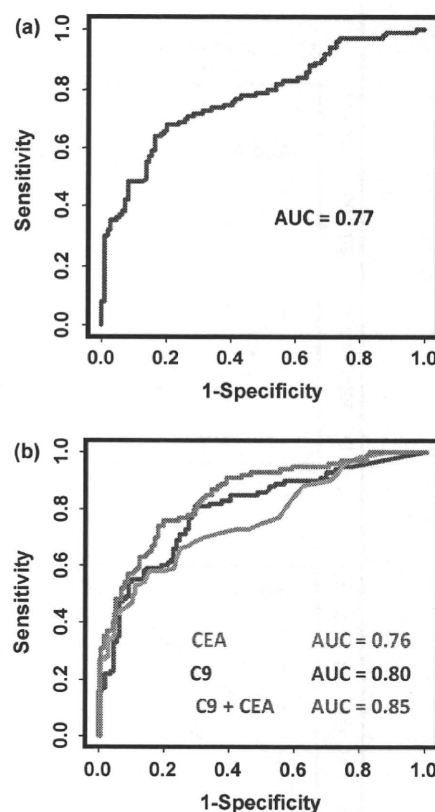 (a)
Sensitivity
1.0
0.8
0.6
0.4
0.2
0.0
AUC = 0.77
0.0 0.2 0.4 0.6 0.8 1.0
1-Specificity
(b)
Sensitivity
1.0
0.8
0.6
0.4
0.2
0.0
CEA AUC = 0.76
C9 AUC = 0.80
C9 + CEA AUC = 0.85
0.0 0.2 0.4 0.6 0.8 1.0
1-Specificity